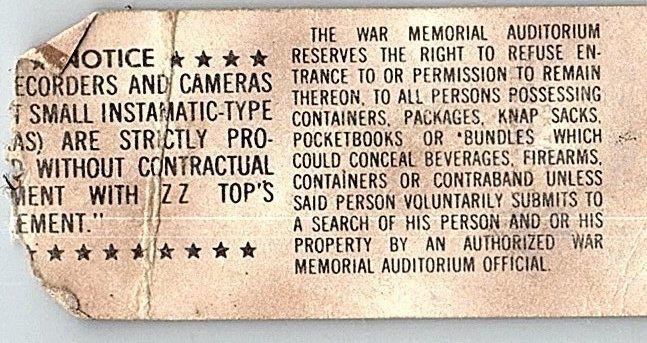 ★ NOTICE ★ ★ ★ ★
ECORDERS AND CAMERAS
T SMALL INSTAMATIC-TYPE
AS) ARE STRICTLY PRO-
WITHOUT CONTRACTUAL
MENT WITH ZZ TOP'S
EMENT."
★ ★ ★ ★ ★ ★ ★ ★ ★
THE WAR MEMORIAL AUDITORIUM
RESERVES THE RIGHT TO REFUSE EN-
TRANCE TO OR PERMISSION TO REMAIN
THEREON, TO ALL PERSONS POSSESSING
CONTAINERS, PACKAGES, KNAP SACKS,
POCKETBOOKS OR "BUNDLES WHICH
COULD CONCEAL BEVERAGES, FIREARMS,
CONTAINERS OR CONTRABAND UNLESS
SAID PERSON VOLUNTARILY SUBMITS TO
A SEARCH OF HIS PERSON AND OR HIS
PROPERTY BY AN AUTHORIZED WAR
MEMORIAL AUDITORIUM OFFICIAL.